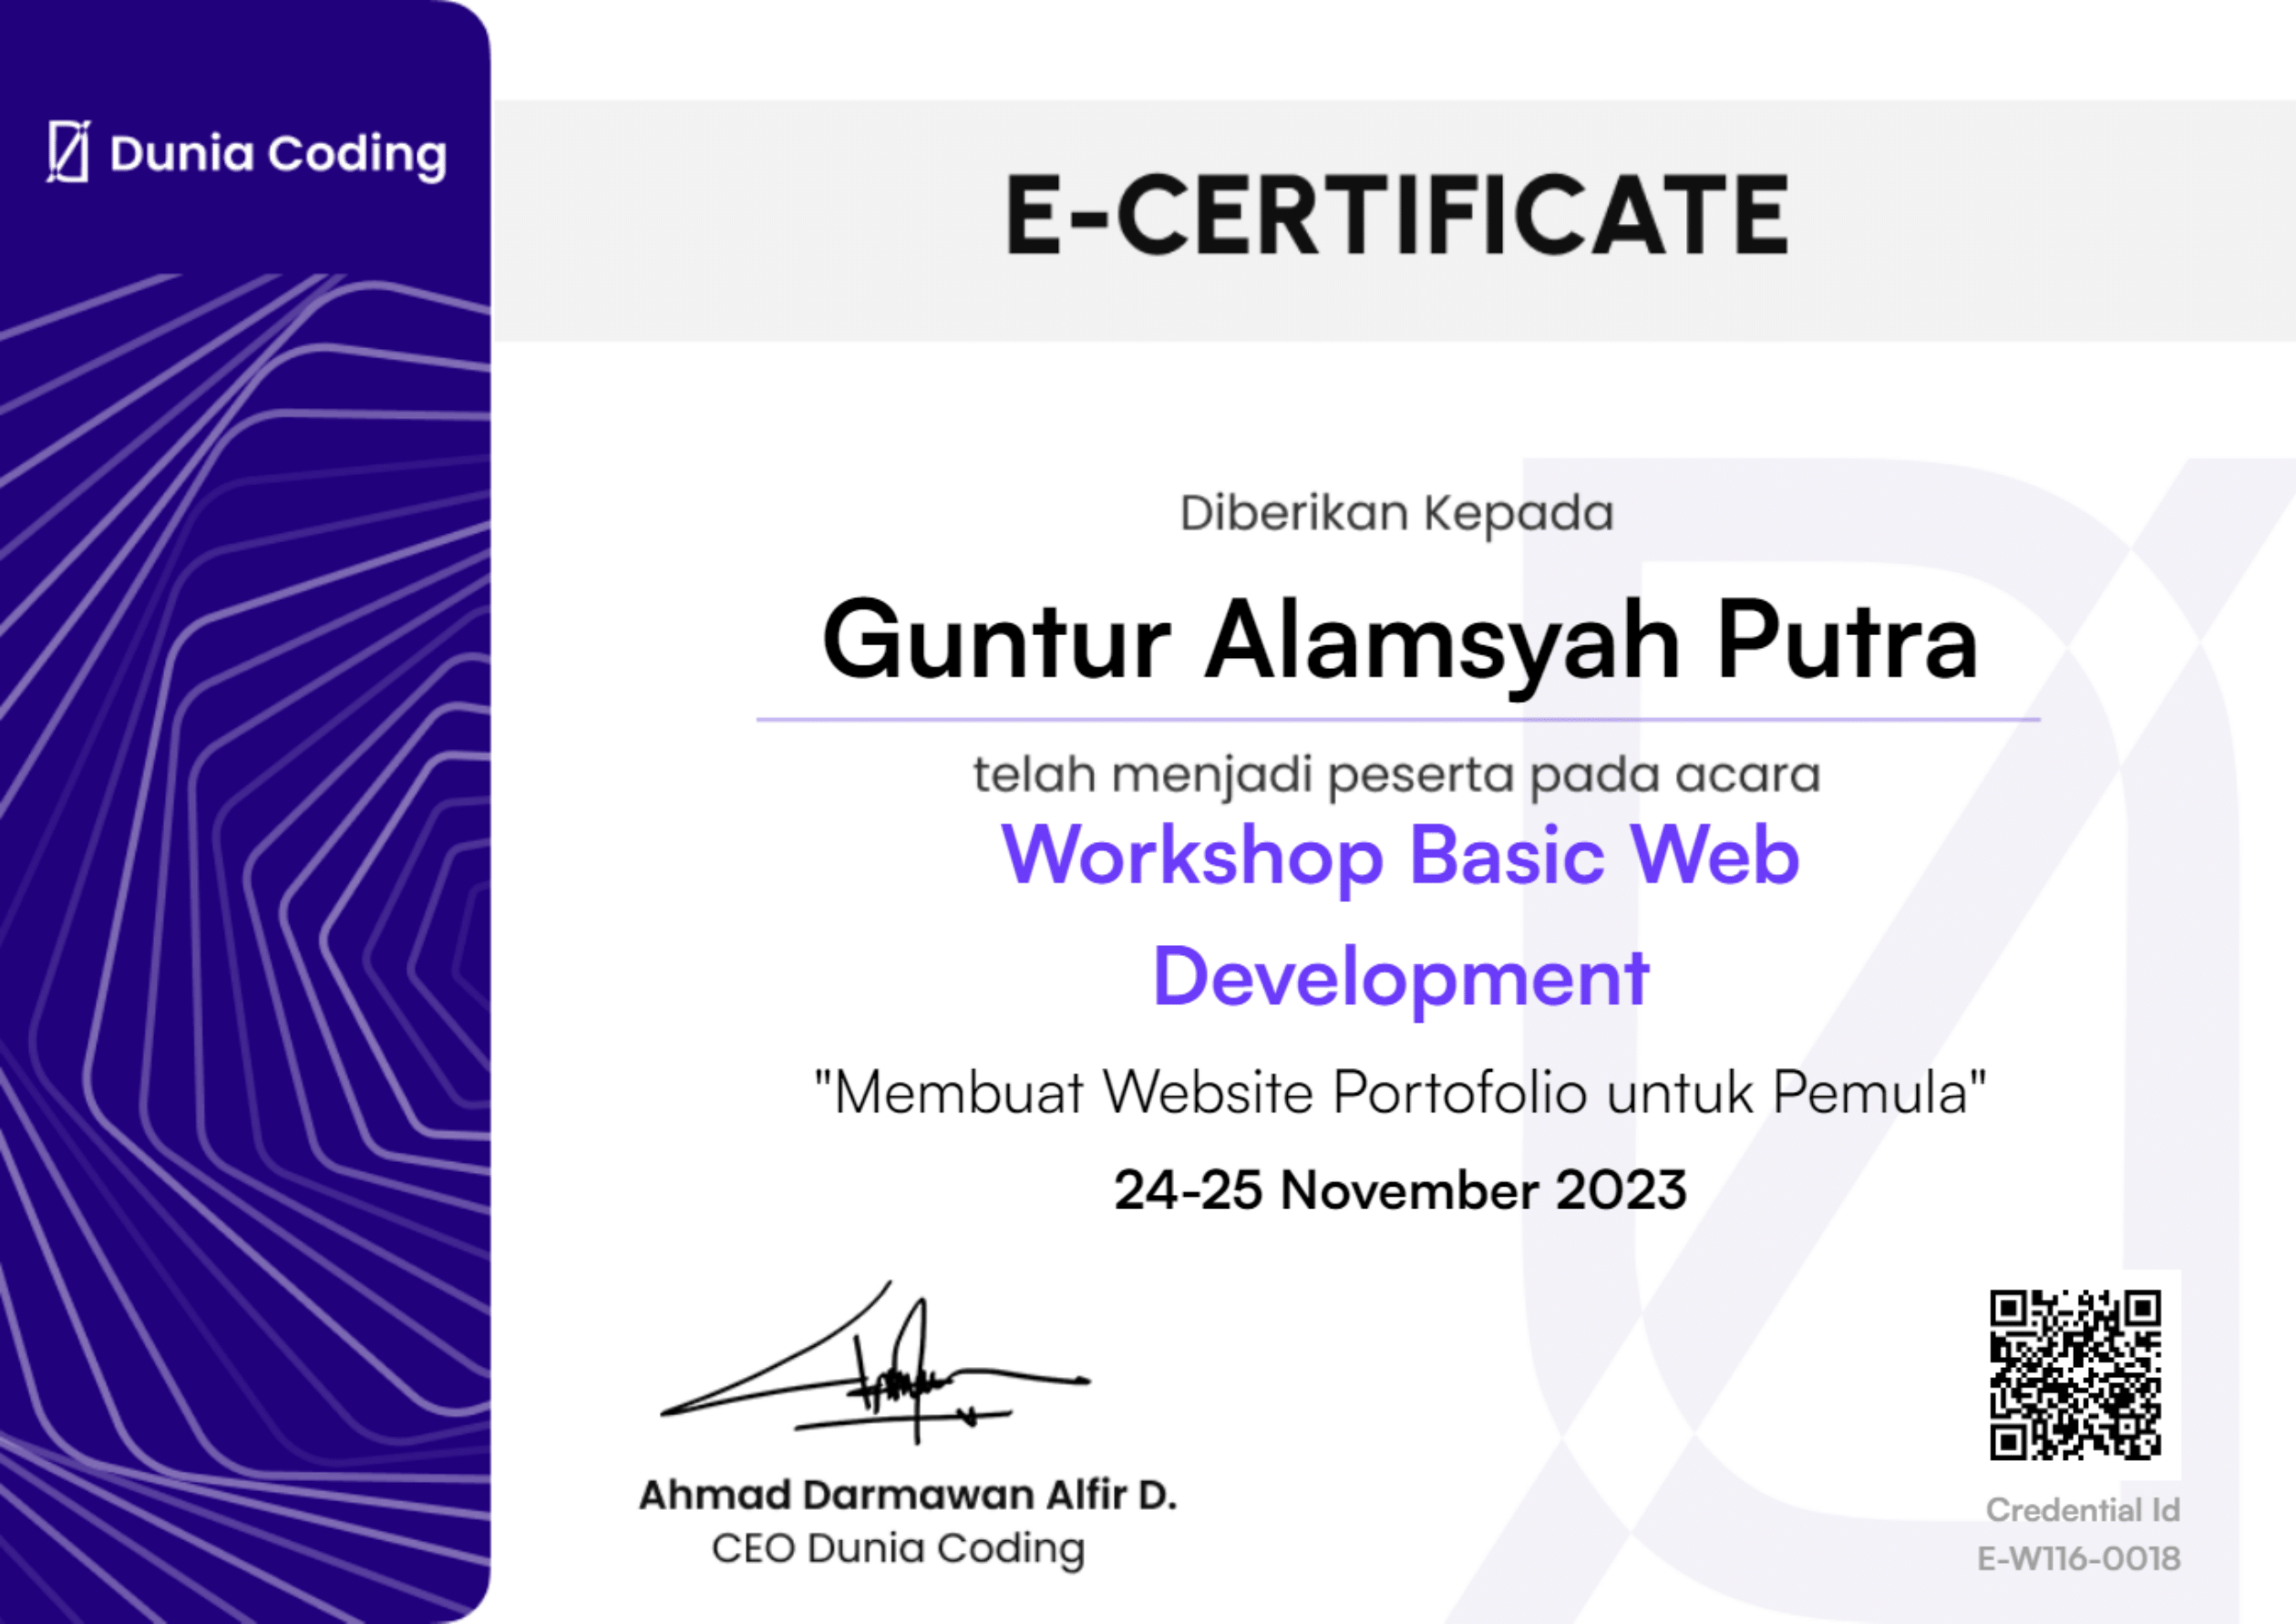 Dunia Coding
E-CERTIFICATE
Diberikan Kepada
Guntur Alamsyah Putra
telah menjadi peserta pada acara
Workshop Basic Web
Development
"Membuat Website Portofolio untuk Pemula"
24-25 November 2023
Ahmad Darmawan Alfir D.
CEO Dunia Coding
Credential Id
E-W116-0018